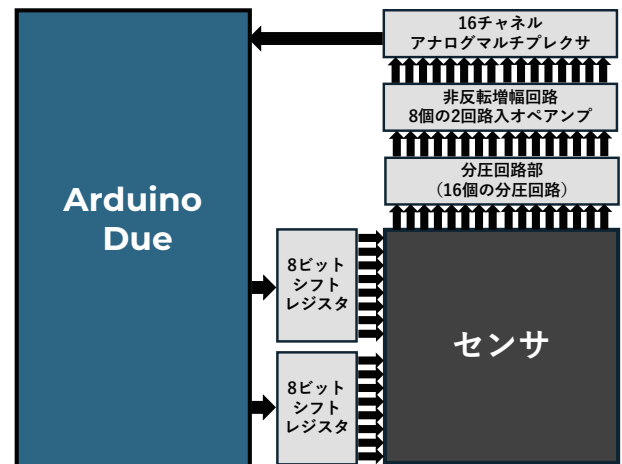 16チャネル
アナログマルチプレクサ
非反転増幅回路
8個の2回路入オペアンプ
分圧回路部
（16個の分圧回路）
Arduino
Due
8ビット
シフト
レジスタ
センサ
8ビット
シフト
レジスタ